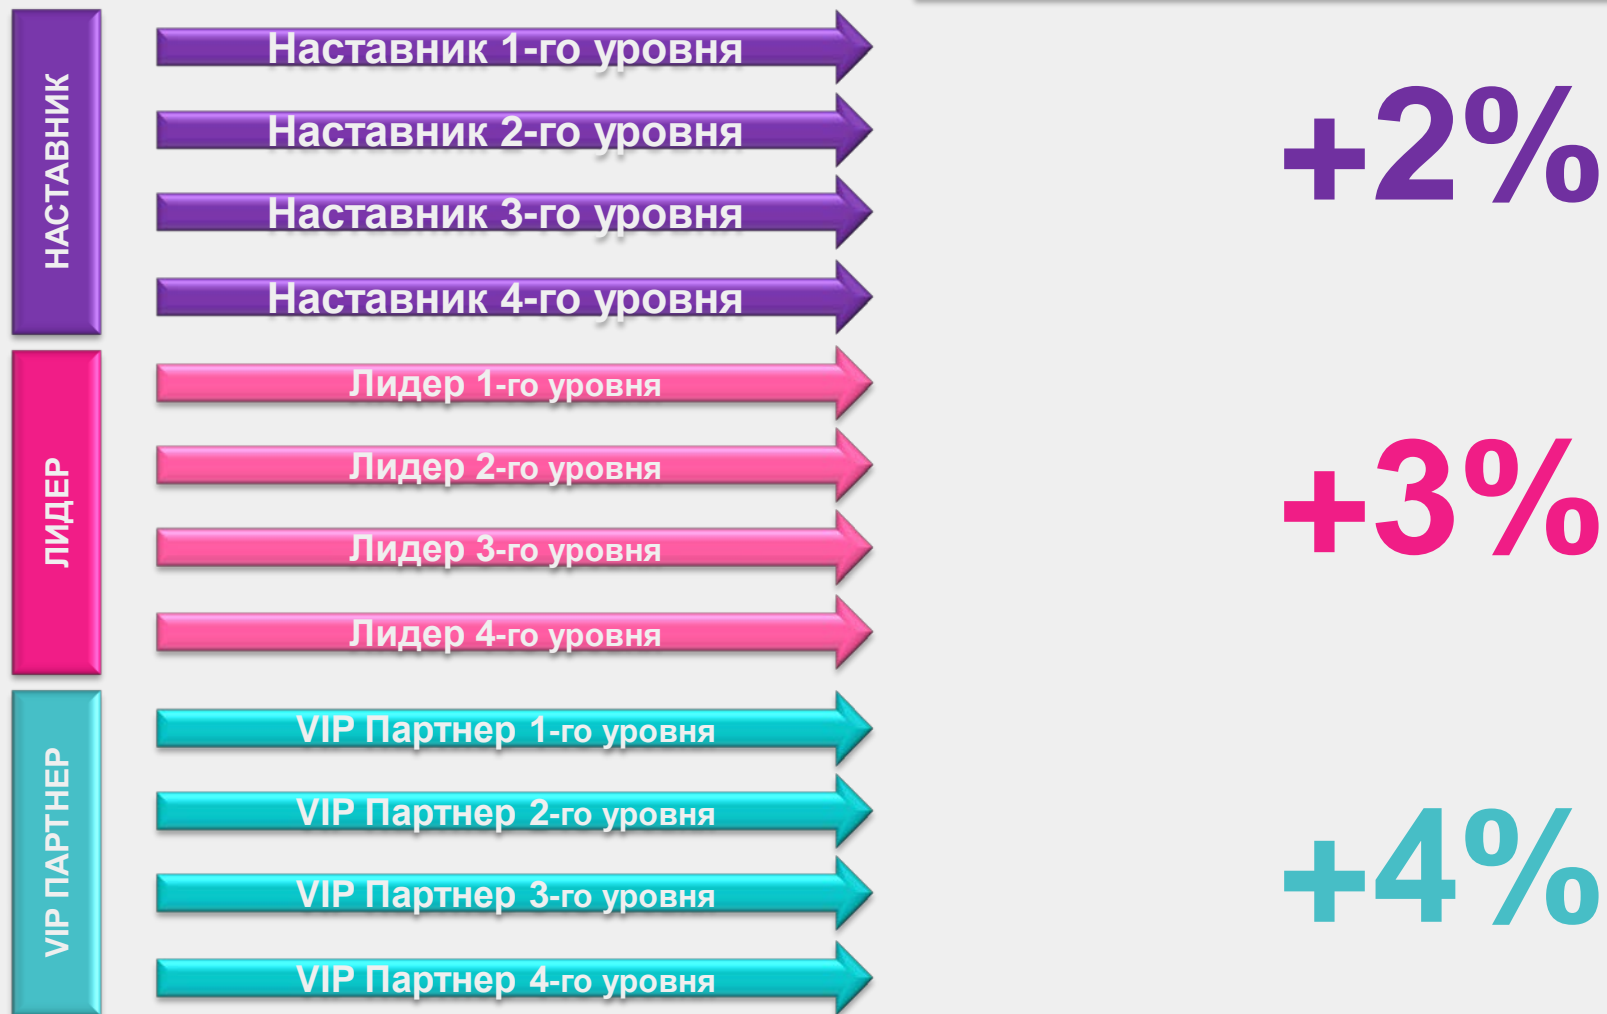 НАСТАВНИК
Наставник 1-го уровня
Наставник 2-го уровня
Наставник 3-го уровня
Наставник 4-го уровня
+2%
ЛИДЕР
Лидер 1-го уровня
Лидер 2-го уровня
Лидер 3-го уровня
Лидер 4-го уровня
+3%
VIP ПАРТНЕР
VIP Партнер 1-го уровня
VIP Партнер 2-го уровня
VIP Партнер 3-го уровня
VIP Партнер 4-го уровня
+4%